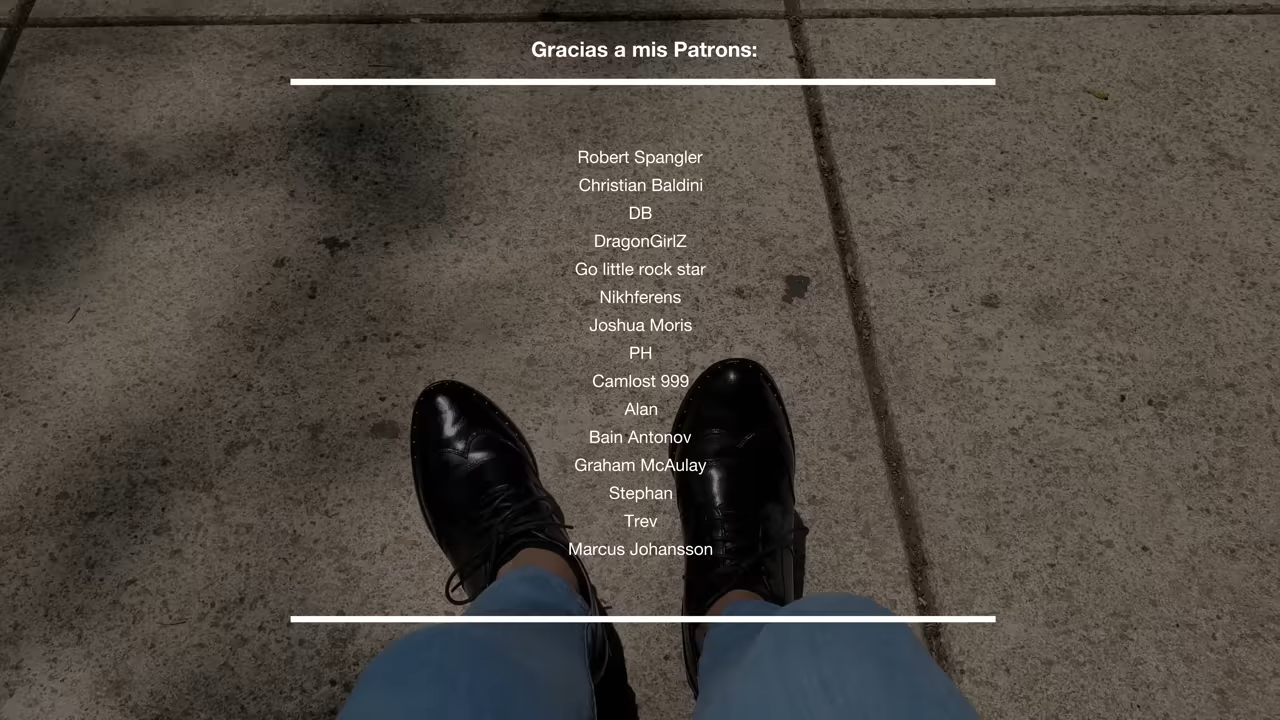 Gracias a mis Patrons:
Robert Spangler
Christian Baldini
DB
DragonGirlZ
Go little rock star
Nikhferens
Joshua Moris
PH
Camlost 999
Alan
Bain Antonov
Graham McAulay
Stephan
Trev
Marcus Johansson